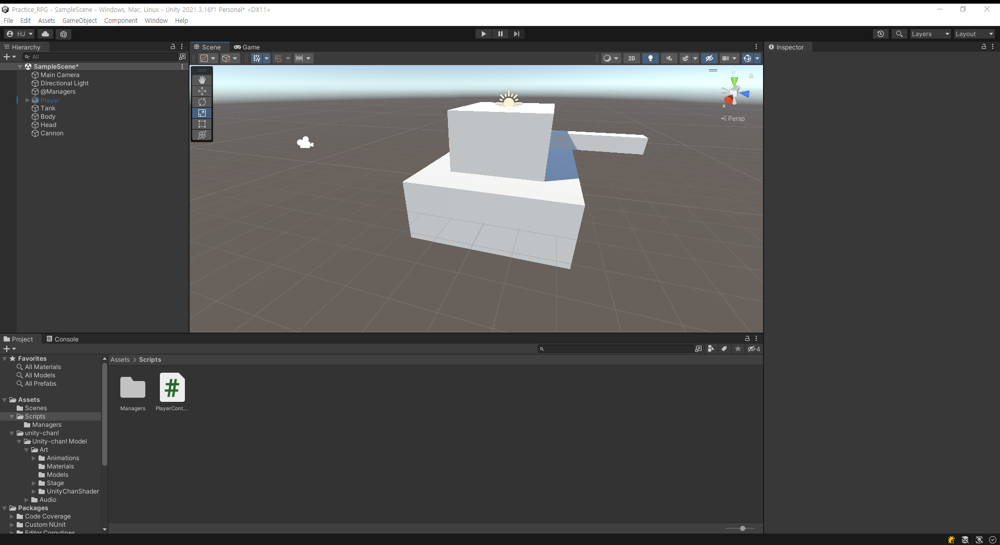 Practice_RPG - SampleScene - Windows, Mac, Linux - Unity 2021.3.16f1 Personal* <DX11>
File Edit Assets GameObject Component Window Help
HJ Layers Layout
Hierarchy
All
SampleScene*
Main Camera
Directional Light
@Managers
Player
Tank
Body
Head
Cannon
Scene Game
2D
y
x
Persp
Inspector
Project Console
4
Favorites
All Materials
All Models
All Prefabs
Assets
Scenes
Scripts
Managers
unity-chan!
Unity-chan! Model
Art
Animations
Materials
Models
Stage
UnityChanShader
Audio
Packages
Code Coverage
Custom NUnit
Editor Coroutines
Assets > Scripts
Managers
PlayerCont...